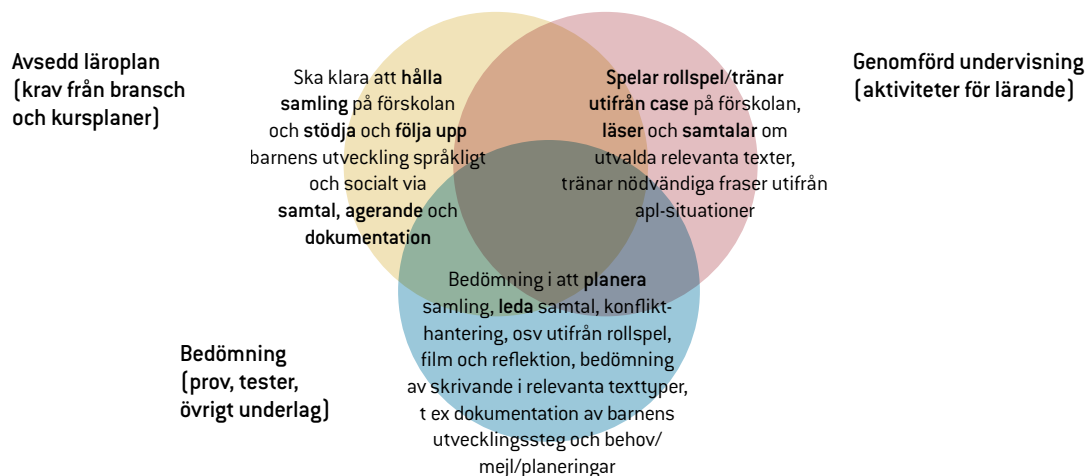 Avsedd läroplan
(krav från bransch
och kursplaner)
Ska klara att hålla
samling på förskolan
och stödja och följa upp
barnens utveckling språkligt
och socialt via
samtal, agerande och
dokumentation
Spelar rollspel/tränar
utifrån case på förskolan,
läser och samtalar om
utvalda relevanta texter,
tränar nödvändiga fraser utifrån
apl-situationer
Genomförd undervisning
(aktiviteter för lärande)
Bedömning
(prov, tester,
övrigt underlag)
Bedömning i att planera
samling, leda samtal, konflikt-
hantering, osv utifrån rollspel,
film och reflektion, bedömning
av skrivande i relevanta texttyper,
t ex dokumentation av barnens
utvecklingssteg och behov/
mejl/planeringar